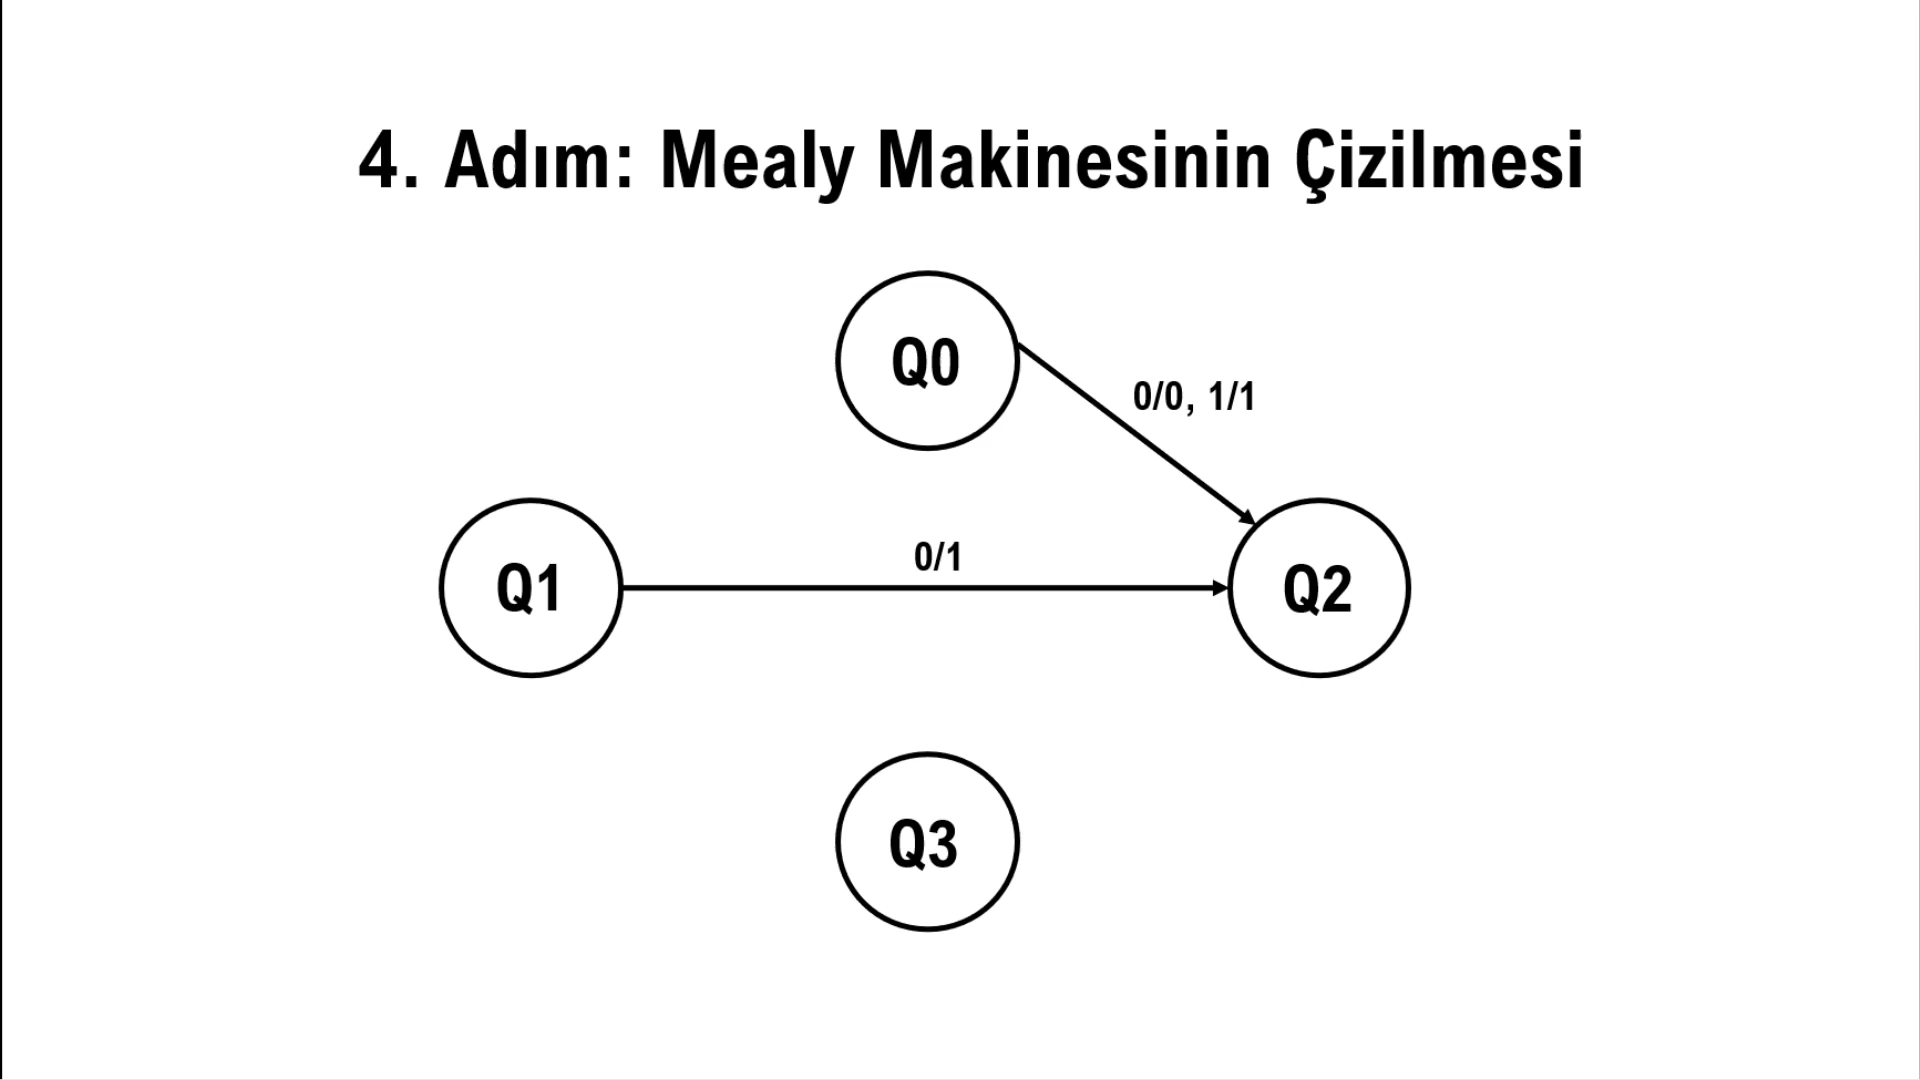 4. Adım: Mealy Makinesinin Çizilmesi
Q0
0/0, 1/1
0/1
Q1
Q2
Q3